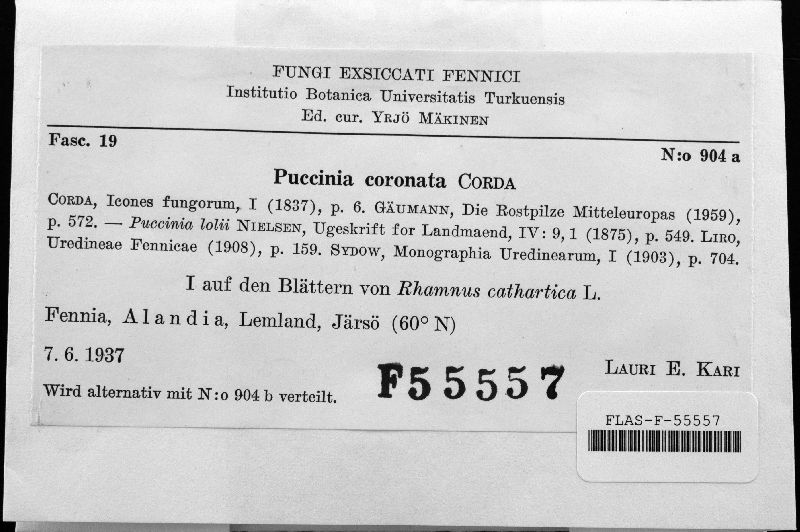 FUNGI EXSICCATI FENNICI
Institutio Botanica Universitatis Turkuensis
Ed. cur. YRJÖ MÄKINEN
Fasc. 19
N:o 904 a
Puccinia coronata CORDA
CORDA, Icones fungorum, I (1837), p. 6. GÄUMANN, Die Rostpilze Mitteleuropas (1959),
p. 572. — Puccinia lolii NIELSEN, Ugeskrift for Landmaend, IV: 9, 1 (1875), p. 549. LIRO,
Uredineae Fennicae (1908), p. 159. SYDOW, Monographia Uredinearum, I (1903), p. 704.
I auf den Blättern von Rhamnus cathartica L.
Fennia, Alandia, Lemland, Järsö (60° N)
7. 6. 1937
LAURI E. KARI
Wird alternativ mit N:o 904 b verteilt.
F55557
FLAS-F-55557